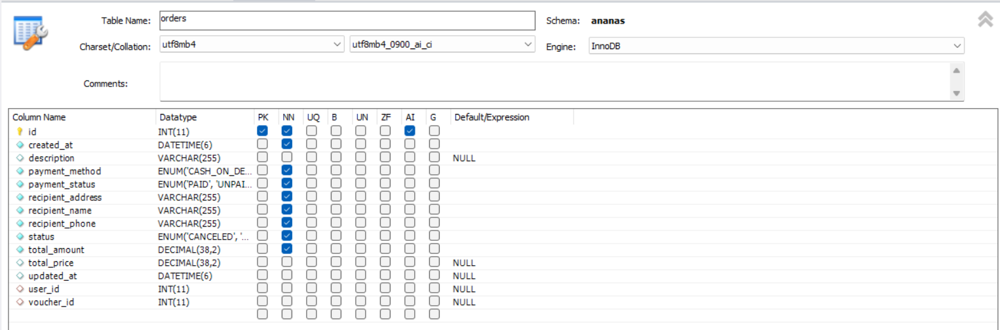 Table Name: orders Schema: ananas
Charset/Collation: utf8mb4 utf8mb4_0900_ai_ci Engine: InnoDB
Comments:
Column Name Datatype PK NN UQ B UN ZF AI G Default/Expression
id INT(11)
created_at DATETIME(6)
description VARCHAR(255) NULL
payment_method ENUM('CASH_ON_DE...
payment_status ENUM('PAID', 'UNPAI...
recipient_address VARCHAR(255)
recipient_name VARCHAR(255)
recipient_phone VARCHAR(255)
status ENUM('CANCELED', '...
total_amount DECIMAL(38,2)
total_price DECIMAL(38,2) NULL
updated_at DATETIME(6) NULL
user_id INT(11) NULL
voucher_id INT(11) NULL